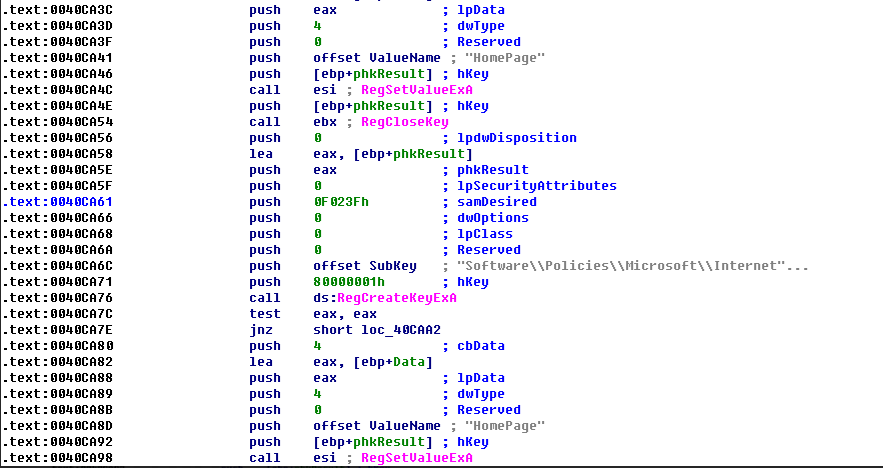 .text:0040CA3C push eax ; lpData
.text:0040CA3D push 4 ; dwType
.text:0040CA3F push 0 ; Reserved
.text:0040CA41 push offset ValueName ; "HomePage"
.text:0040CA46 push [ebp+phkResult] ; hKey
.text:0040CA4C call esi ; RegSetValueExA
.text:0040CA4E push [ebp+phkResult] ; hKey
.text:0040CA54 call ebx ; RegCloseKey
.text:0040CA56 push 0 ; lpdwDisposition
.text:0040CA58 lea eax, [ebp+phkResult]
.text:0040CA5E push eax ; phkResult
.text:0040CA5F push 0 ; lpSecurityAttributes
.text:0040CA61 push 0F023Fh ; samDesired
.text:0040CA66 push 0 ; dwOptions
.text:0040CA68 push 0 ; lpClass
.text:0040CA6A push 0 ; Reserved
.text:0040CA6C push offset SubKey ; "Software\\Policies\\Microsoft\\Internet"...
.text:0040CA71 push 80000001h ; hKey
.text:0040CA76 call ds:RegCreateKeyExA
.text:0040CA7C test eax, eax
.text:0040CA7E jnz short loc_40CAA2
.text:0040CA80 push 4 ; cbData
.text:0040CA82 lea eax, [ebp+Data]
.text:0040CA88 push eax ; lpData
.text:0040CA89 push 4 ; dwType
.text:0040CA8B push 0 ; Reserved
.text:0040CA8D push offset ValueName ; "HomePage"
.text:0040CA92 push [ebp+phkResult] ; hKey
.text:0040CA98 call esi ; RegSetValueExA